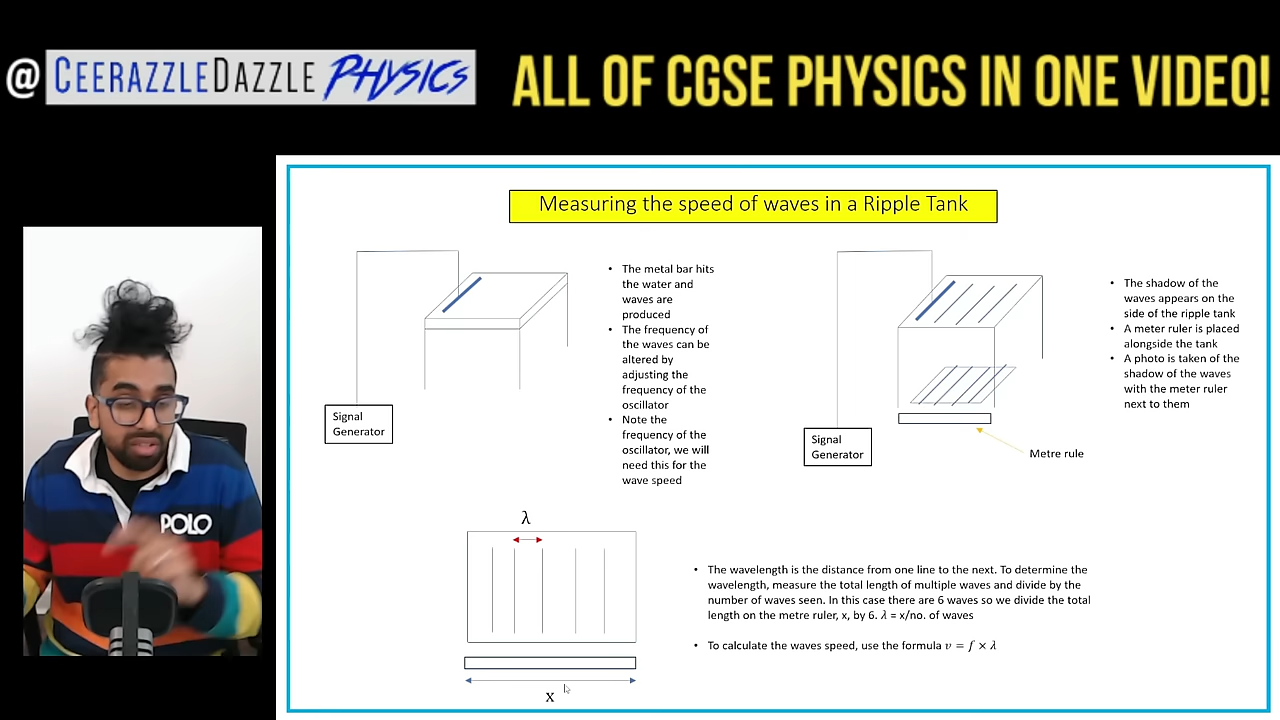 @ CEERAZZLEDAZZLE PHYSICS
ALL OF CGSE PHYSICS IN ONE VIDEO!
Measuring the speed of waves in a Ripple Tank
Signal
Generator
• The metal bar hits
the water and
waves are
produced
• The frequency of
the waves can be
altered by
adjusting the
frequency of the
oscillator
• Note the
frequency of the
oscillator, we will
need this for the
wave speed
Signal
Generator
Metre rule
• The shadow of the
waves appears on the
side of the ripple tank
• A meter ruler is placed
alongside the tank
• A photo is taken of the
shadow of the waves
with the meter ruler
next to them
POLO
λ
x
• The wavelength is the distance from one line to the next. To determine the
wavelength, measure the total length of multiple waves and divide by the
number of waves seen. In this case there are 6 waves so we divide the total
length on the metre ruler, x, by 6. λ = x/no. of waves
• To calculate the waves speed, use the formula v = f × λ